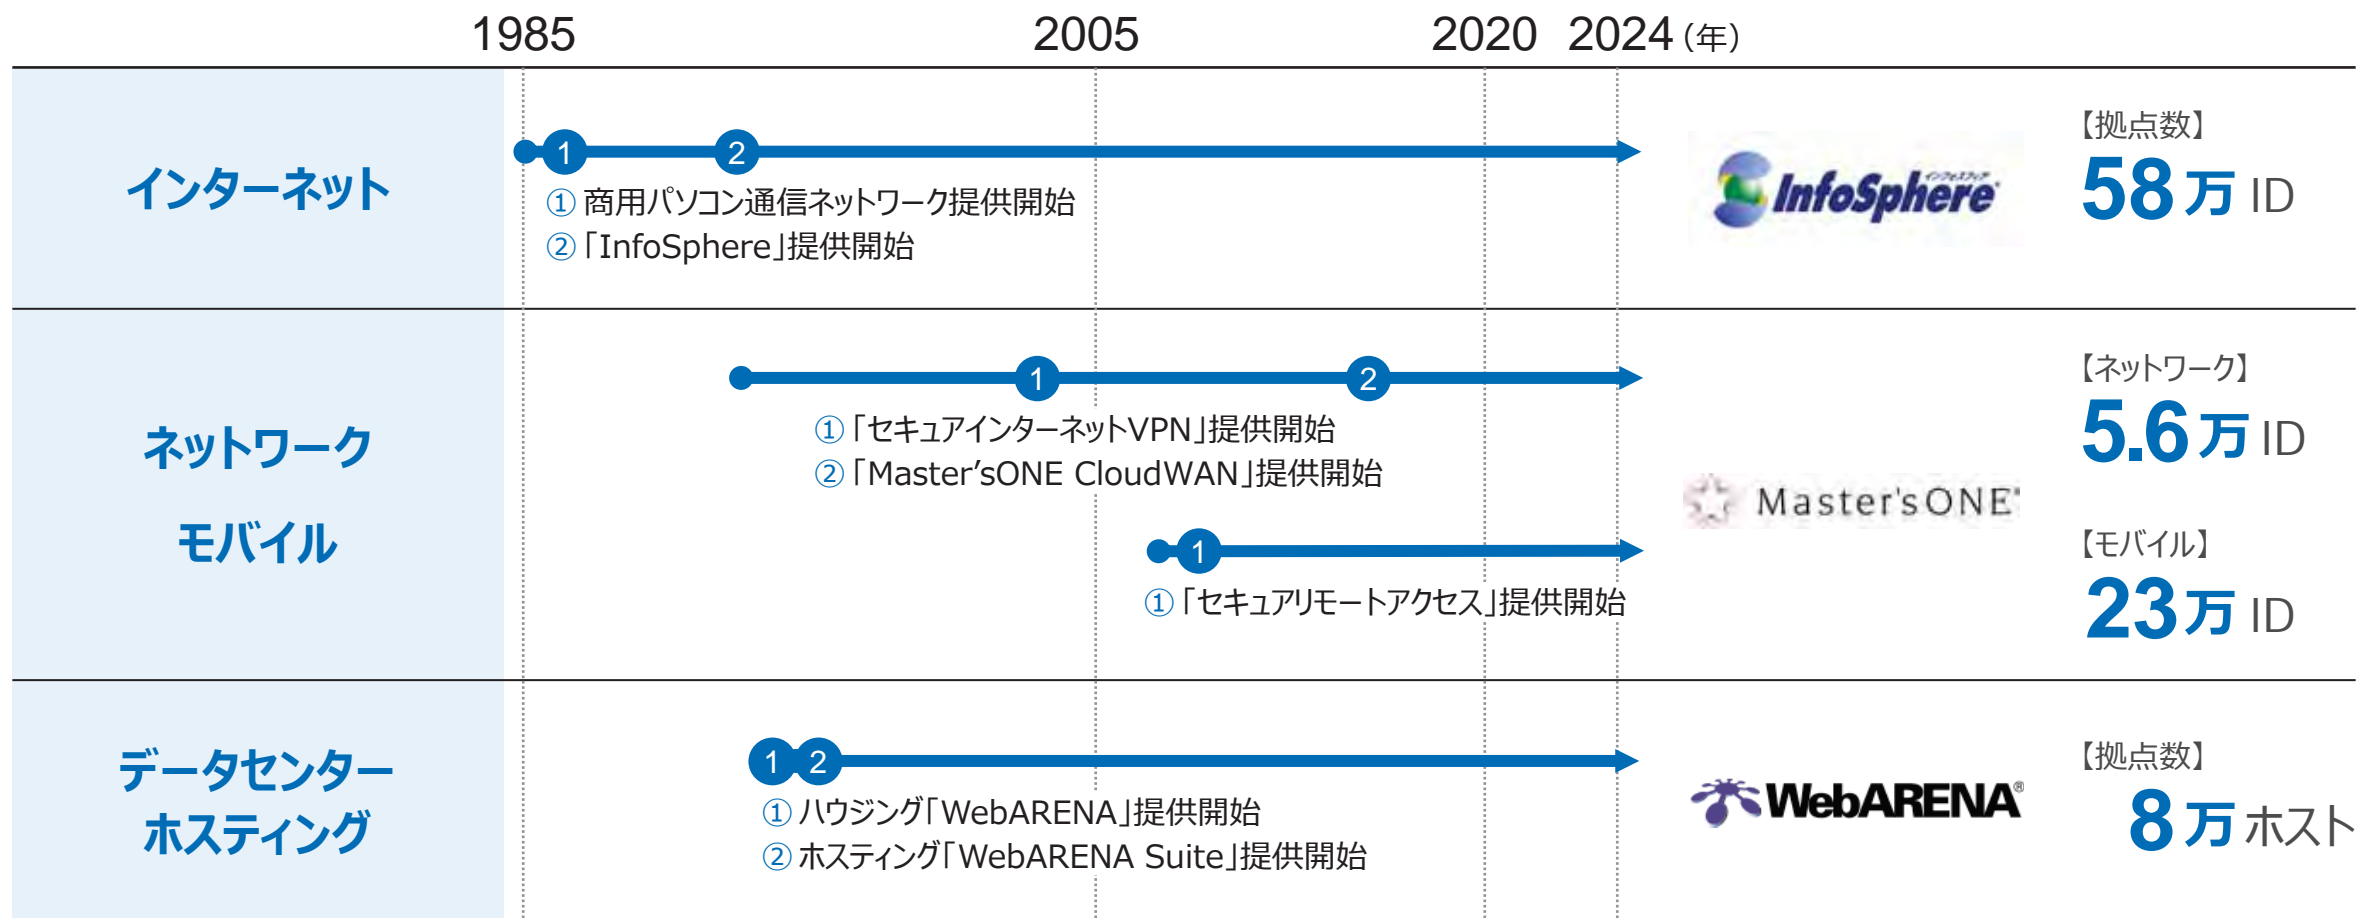 1985 2005 2020 2024 (年)
インターネット
1 2
① 商用パソコン通信ネットワーク提供開始
② 「InfoSphere」提供開始
インフォスフィア
InfoSphere
【拠点数】
58万 ID
ネットワーク
モバイル
1 2
① 「セキュアインターネットVPN」提供開始
② 「Master'sONE CloudWAN」提供開始
1
① 「セキュアリモートアクセス」提供開始
Master'sONE®
【ネットワーク】
5.6万 ID
【モバイル】
23万 ID
データセンター
ホスティング
1 2
① ハウジング「WebARENA」提供開始
② ホスティング「WebARENA Suite」提供開始
WebARENA®
【拠点数】
8万 ホスト